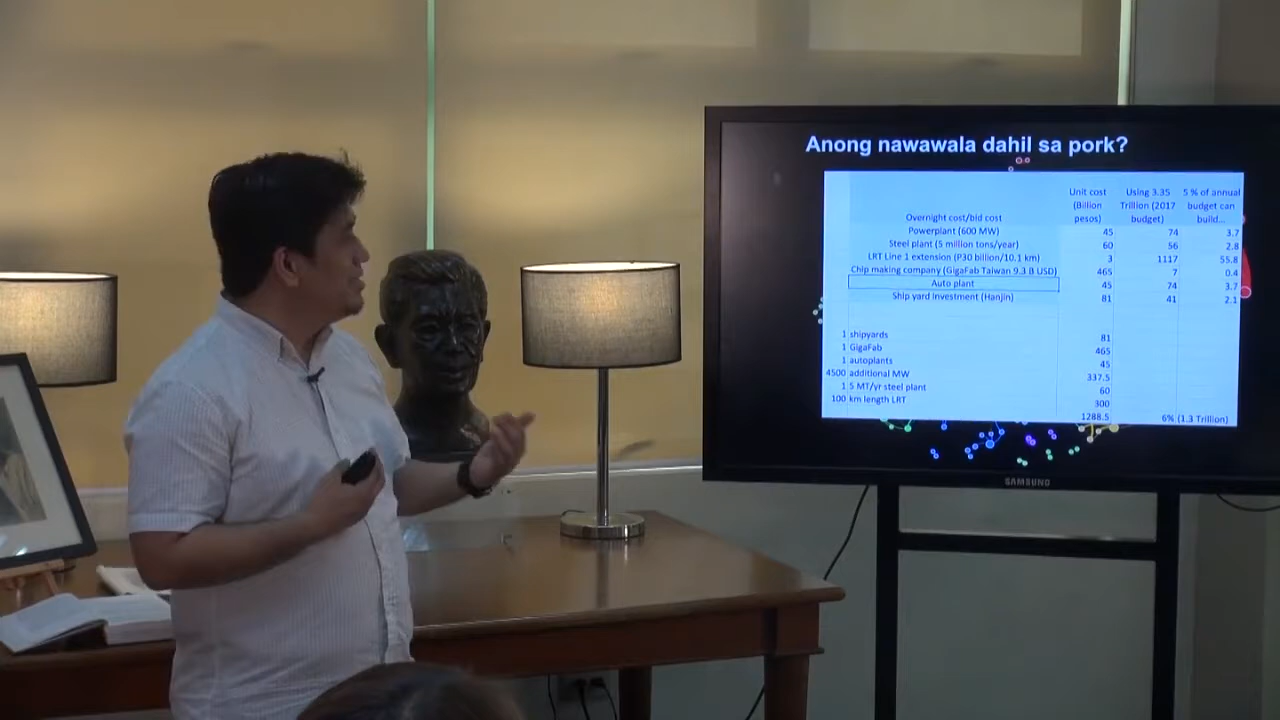 Anong nawawala dahil sa pork?
Overnight cost/bid cost Unit cost (Billion pesos) Using 3.35 Trillion (2017 budget) 5 % of annual budget can build...
Powerplant (600 MW) 45 74 3.7
Steel plant (5 million tons/year) 60 56 2.8
LRT Line 1 extension (P30 billion/10.1 km) 3 1117 55.8
Chip making company (GigaFab Taiwan 9.3 B USD) 465 7 0.4
Auto plant 45 74 3.7
Ship yard investment (Hanjin) 81 41 2.1
1 shipyards 81
1 GigaFab 465
1 autoplants 45
4500 additional MW 337.5
1 5 MT/yr steel plant 60
100 km length LRT 300
1288.5 6% (1.3 Trillion)
SAMSUNG